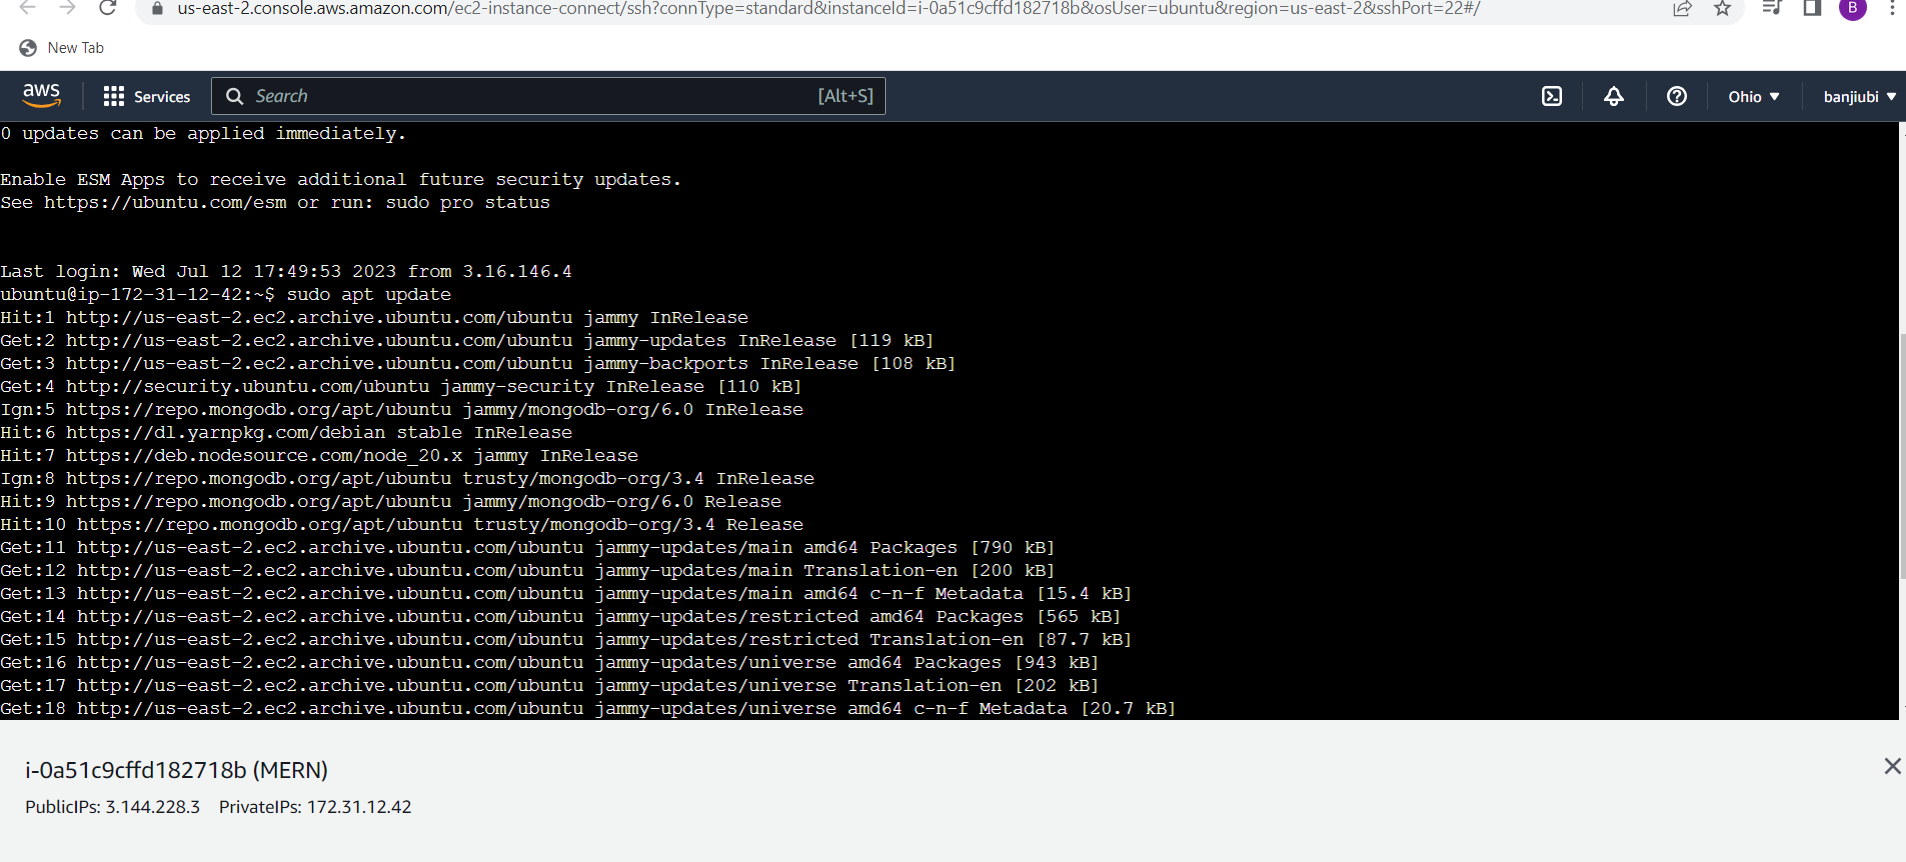 us-east-2.console.aws.amazon.com/ec2-instance-connect/ssh?connType=standard&instanceId=i-0a51c9cffd182718b&osUser=ubuntu&region=us-east-2&sshPort=22#/
B
New Tab
aws Services Search [Alt+S] Ohio banjiubi
0 updates can be applied immediately.
Enable ESM Apps to receive additional future security updates.
See https://ubuntu.com/esm or run: sudo pro status
Last login: Wed Jul 12 17:49:53 2023 from 3.16.146.4
ubuntu@ip-172-31-12-42:~$ sudo apt update
Hit:1 http://us-east-2.ec2.archive.ubuntu.com/ubuntu jammy InRelease
Get:2 http://us-east-2.ec2.archive.ubuntu.com/ubuntu jammy-updates InRelease [119 kB]
Get:3 http://us-east-2.ec2.archive.ubuntu.com/ubuntu jammy-backports InRelease [108 kB]
Get:4 http://security.ubuntu.com/ubuntu jammy-security InRelease [110 kB]
Ign:5 https://repo.mongodb.org/apt/ubuntu jammy/mongodb-org/6.0 InRelease
Hit:6 https://dl.yarnpkg.com/debian stable InRelease
Hit:7 https://deb.nodesource.com/node_20.x jammy InRelease
Ign:8 https://repo.mongodb.org/apt/ubuntu trusty/mongodb-org/3.4 InRelease
Hit:9 https://repo.mongodb.org/apt/ubuntu jammy/mongodb-org/6.0 Release
Hit:10 https://repo.mongodb.org/apt/ubuntu trusty/mongodb-org/3.4 Release
Get:11 http://us-east-2.ec2.archive.ubuntu.com/ubuntu jammy-updates/main amd64 Packages [790 kB]
Get:12 http://us-east-2.ec2.archive.ubuntu.com/ubuntu jammy-updates/main Translation-en [200 kB]
Get:13 http://us-east-2.ec2.archive.ubuntu.com/ubuntu jammy-updates/main amd64 c-n-f Metadata [15.4 kB]
Get:14 http://us-east-2.ec2.archive.ubuntu.com/ubuntu jammy-updates/restricted amd64 Packages [565 kB]
Get:15 http://us-east-2.ec2.archive.ubuntu.com/ubuntu jammy-updates/restricted Translation-en [87.7 kB]
Get:16 http://us-east-2.ec2.archive.ubuntu.com/ubuntu jammy-updates/universe amd64 Packages [943 kB]
Get:17 http://us-east-2.ec2.archive.ubuntu.com/ubuntu jammy-updates/universe Translation-en [202 kB]
Get:18 http://us-east-2.ec2.archive.ubuntu.com/ubuntu jammy-updates/universe amd64 c-n-f Metadata [20.7 kB]
i-0a51c9cffd182718b (MERN)
PublicIPs: 3.144.228.3 PrivateIPs: 172.31.12.42